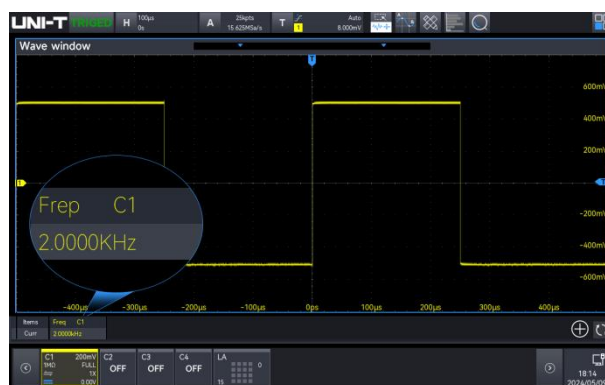 UNI-T TRIGED H 100μs 0s A 25kpts 15.625MSa/s T 1 Auto 8.000mV
Wave window
T
600mV
400mV
200mV
1
T
-200mV
-400mV
-600mV
Frep C1
2.0000KHz
-400μs -300μs -200μs -100μs 0ps 100μs 200μs 300μs 400μs
Items Freq C1
Curr 2.0000kHz
C1 200mV
1MΩ FULL
1X
0.00V
C2 OFF
C3 OFF
C4 OFF
LA 0
15
18:14
2024/05/0